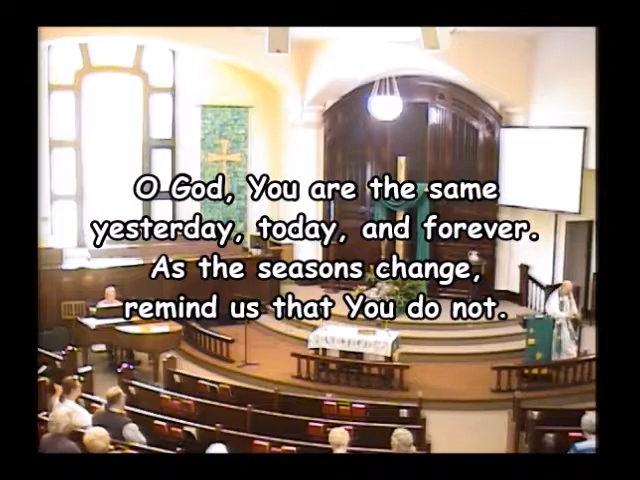 O God, You are the same
yesterday, today, and forever.
As the seasons change,
remind us that You do not.